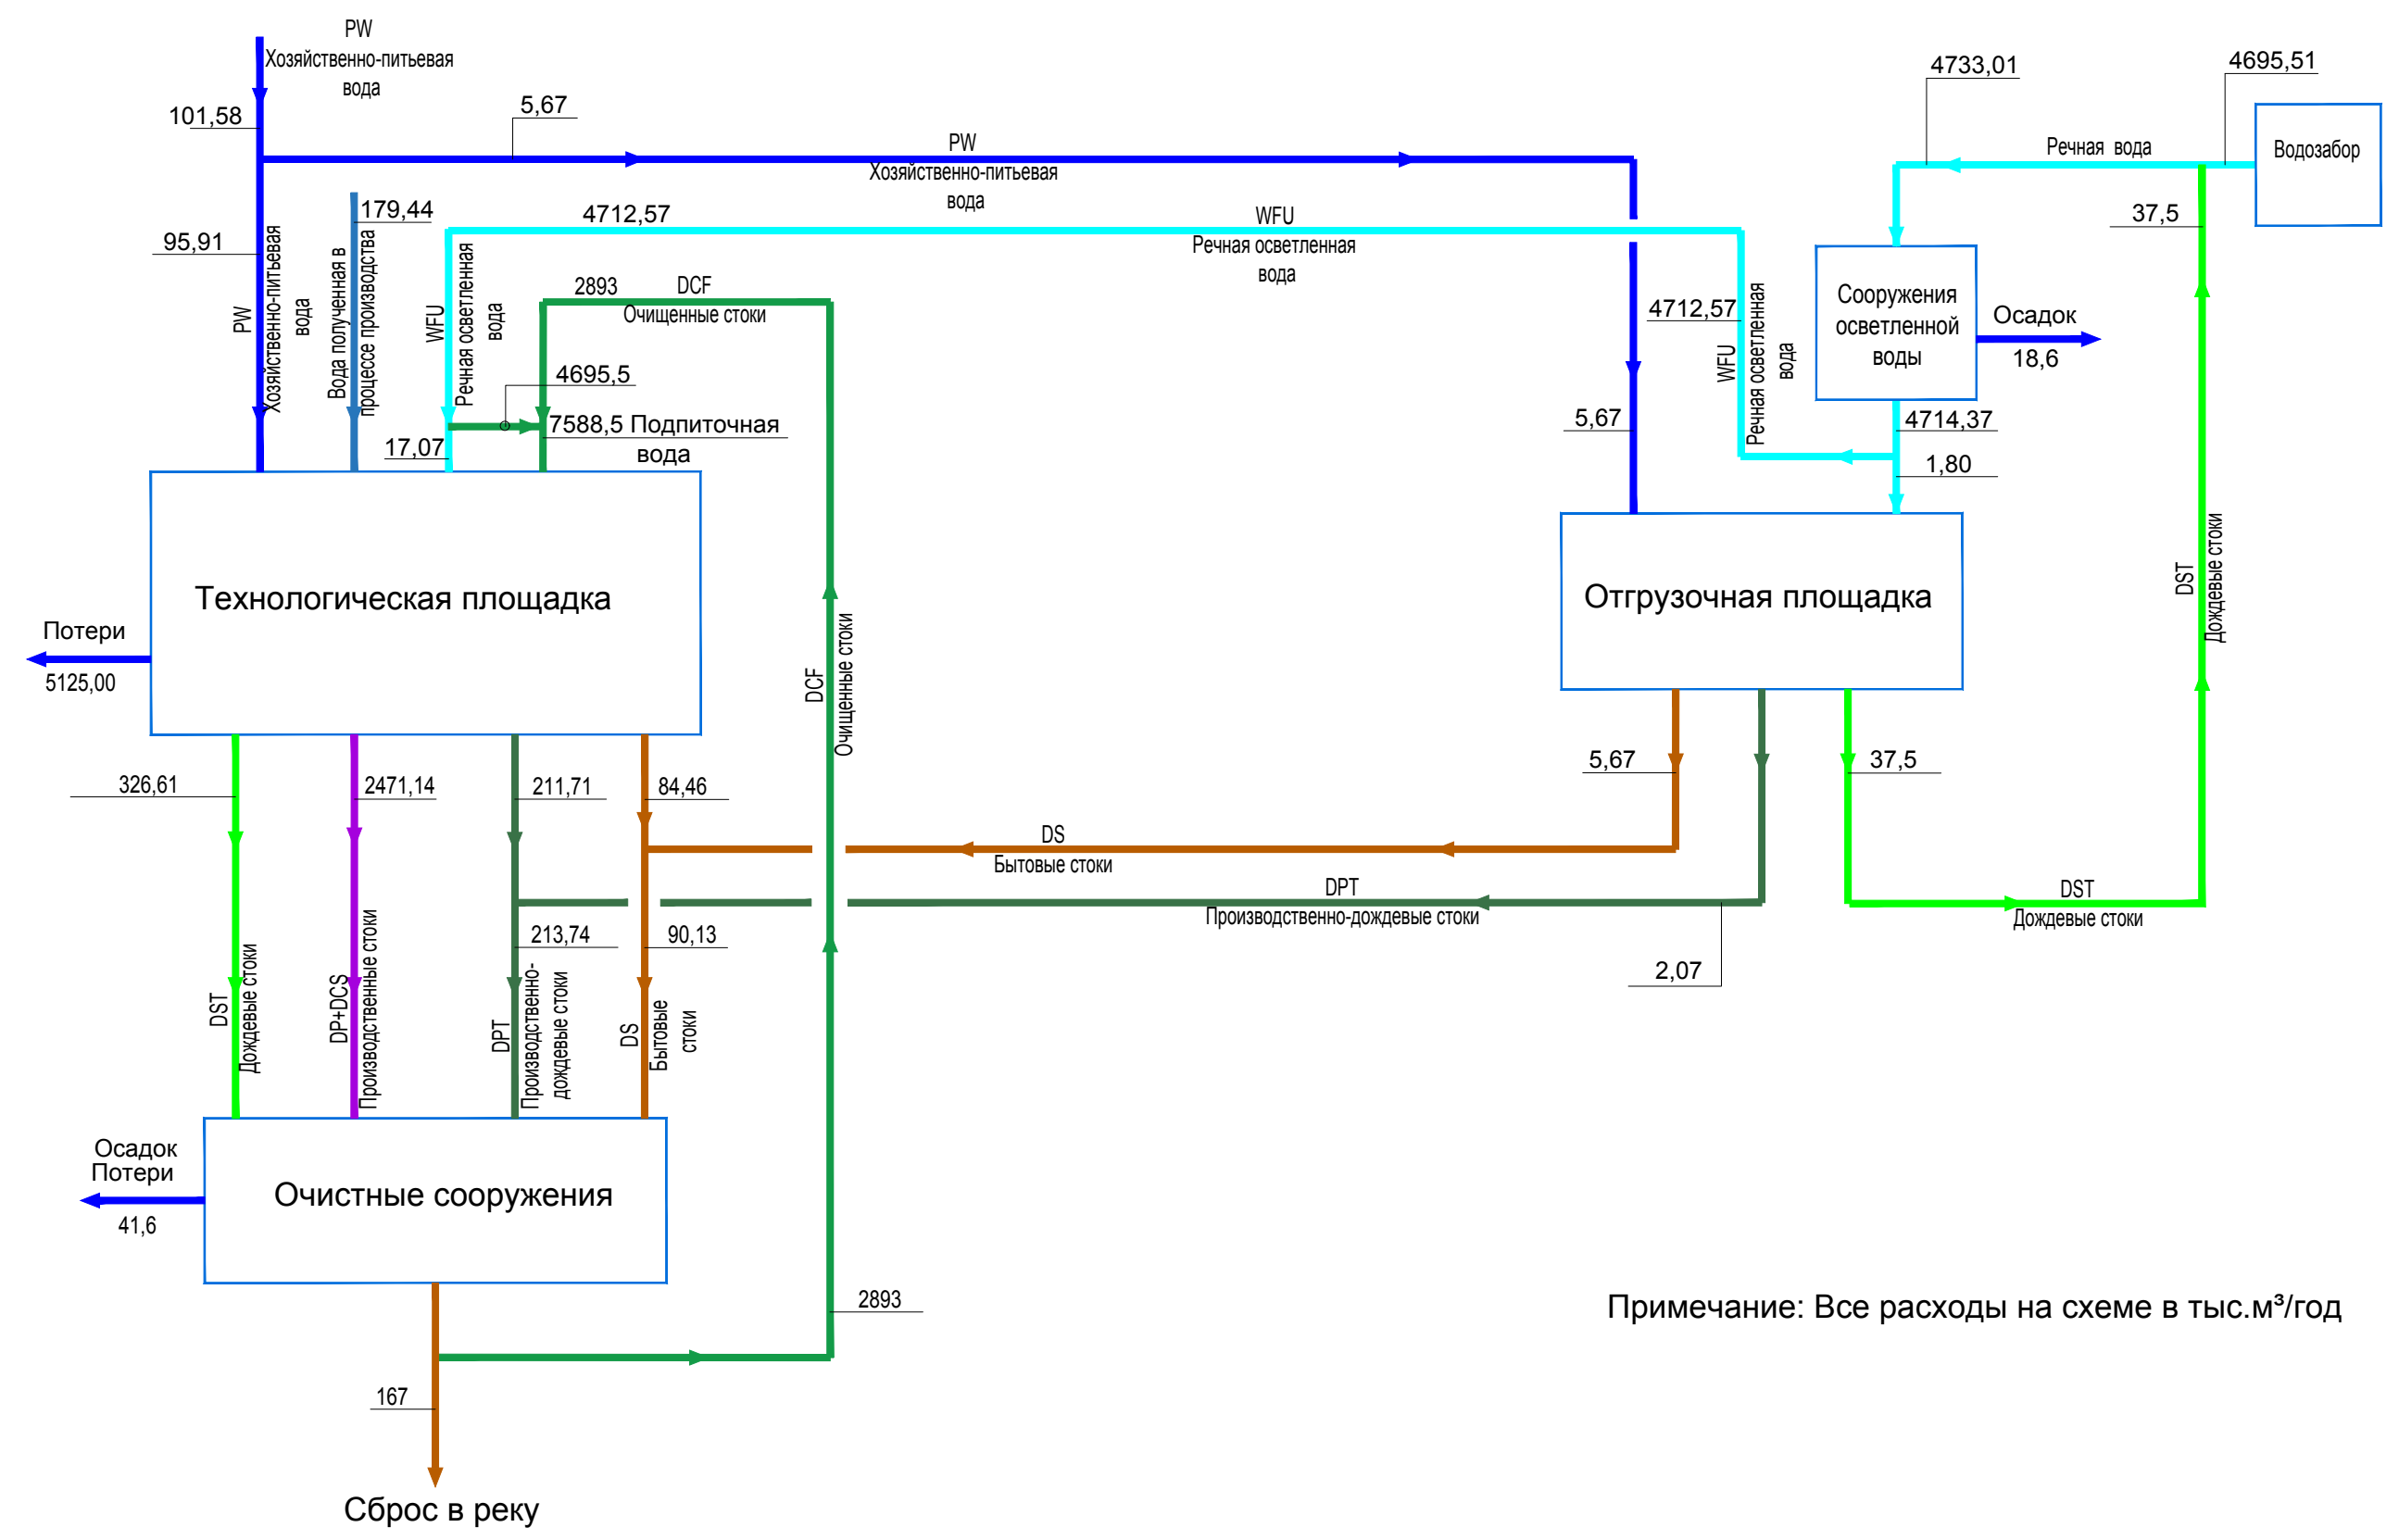 PW
Хозяйственно-питьевая
вода
101,58
5,67
PW
Хозяйственно-питьевая
вода
4733,01
4695,51
Речная вода
Водозабор
37,5
95,91
179,44
4712,57
WFU
Речная осветленная
вода
PW
Хозяйственно-питьевая
вода
Вода полученная в
процессе производства
WFU
Речная осветленная
вода
2893
DCF
Очищенные стоки
4695,5
7588,5 Подпиточная
вода
17,07
4712,57
WFU
Речная осветленная
вода
Сооружения
осветленной
воды
Осадок
18,6
4714,37
1,80
5,67
Технологическая площадка
Отгрузочная площадка
Потери
5125,00
DCF
Очищенные стоки
DST
Дождевые стоки
326,61
2471,14
211,71
84,46
5,67
37,5
DS
Бытовые стоки
DPT
Производственно-дождевые стоки
DST
Дождевые стоки
213,74
90,13
2,07
DST
Дождевые стоки
DP+DCS
Производственные стоки
DPT
Производственно-
дождевые стоки
DS
Бытовые
стоки
Осадок
Потери
41,6
Очистные сооружения
2893
Примечание: Все расходы на схеме в тыс.м³/год
167
Сброс в реку